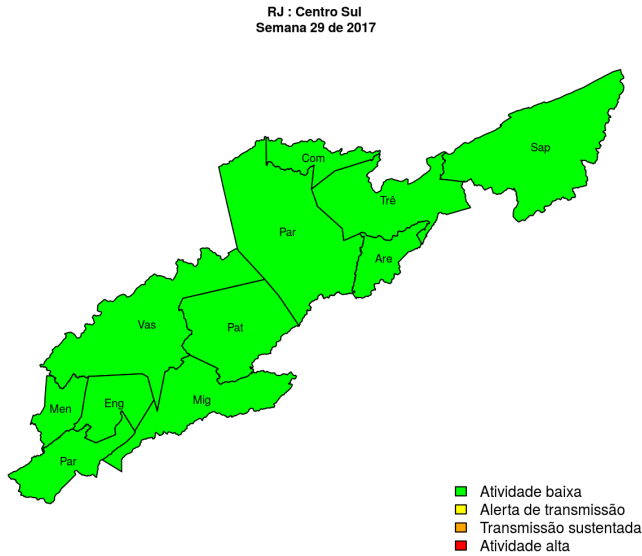 RJ : Centro Sul
Semana 29 de 2017
Sap
Com
Trê
Par
Are
Vas
Pat
Mig
Men
Eng
Par
Atividade baixa
Alerta de transmissão
Transmissão sustentada
Atividade alta